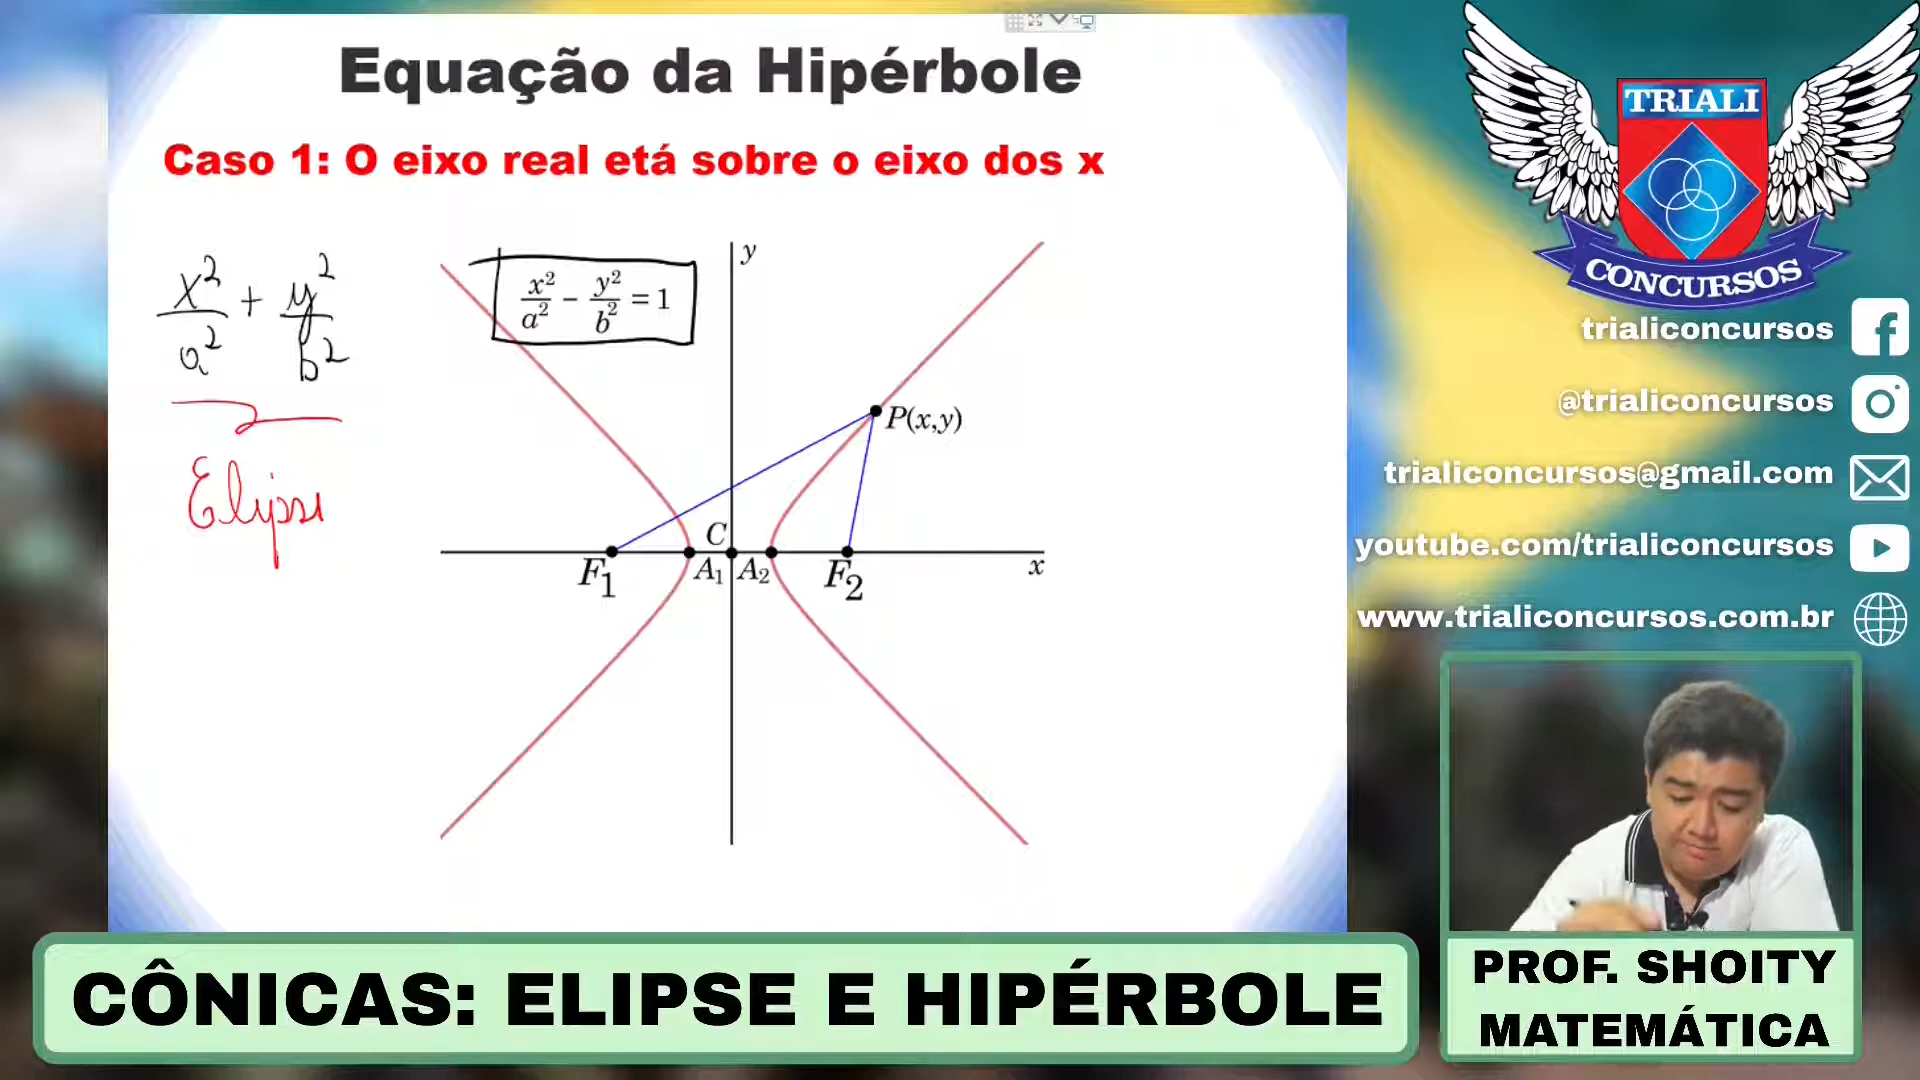 Equação da Hipérbole
Caso 1: O eixo real etá sobre o eixo dos x
x²/a² + y²/b²
Elipse
x²/a² − y²/b² = 1
y
P(x,y)
C
F₁ A₁ A₂ F₂ x
TRIALI
CONCURSOS
trialiconcursos
@trialiconcursos
trialiconcursos@gmail.com
youtube.com/trialiconcursos
www.trialiconcursos.com.br
CÔNICAS: ELIPSE E HIPÉRBOLE
PROF. SHOITY
MATEMÁTICA